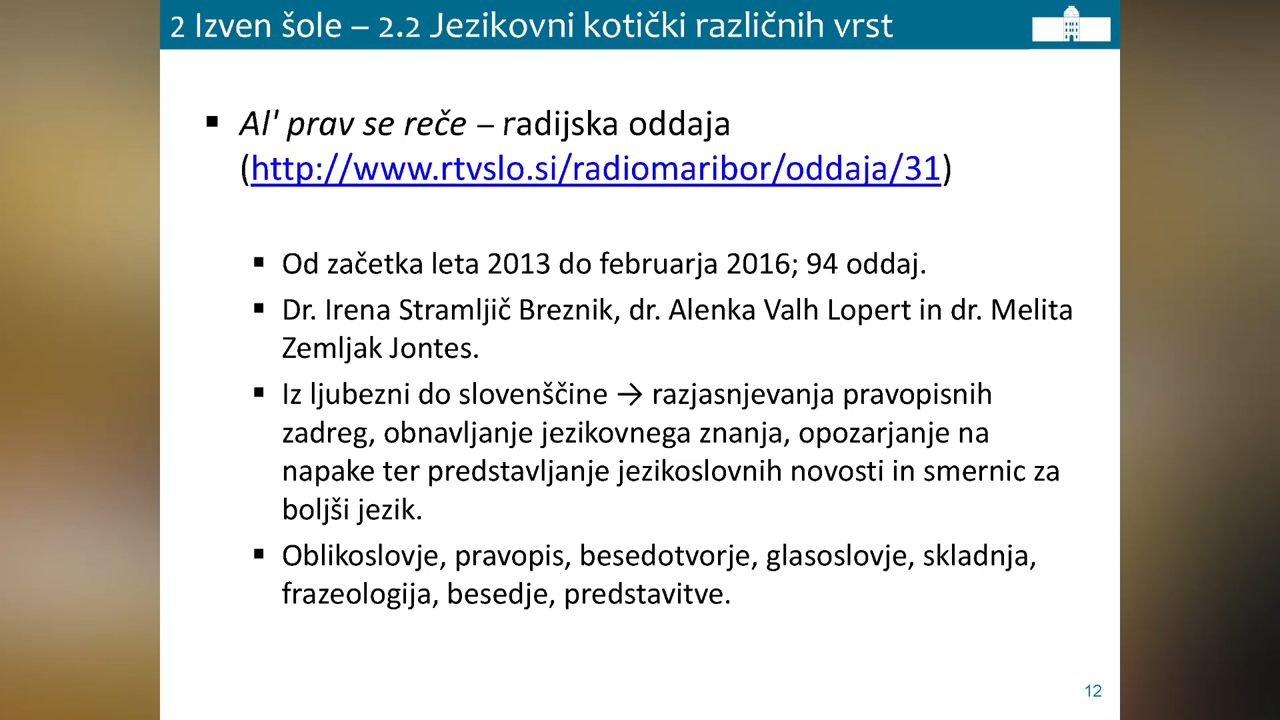 2 Izven šole – 2.2 Jezikovni kotički različnih vrst
▪ Al' prav se reče – radijska oddaja
(http://www.rtvslo.si/radiomaribor/oddaja/31)
▪ Od začetka leta 2013 do februarja 2016; 94 oddaj.
▪ Dr. Irena Stramljič Breznik, dr. Alenka Valh Lopert in dr. Melita
Zemljak Jontes.
▪ Iz ljubezni do slovenščine → razjasnjevanja pravopisnih
zadreg, obnavljanje jezikovnega znanja, opozarjanje na
napake ter predstavljanje jezikoslovnih novosti in smernic za
boljši jezik.
▪ Oblikoslovje, pravopis, besedotvorje, glasoslovje, skladnja,
frazeologija, besedje, predstavitve.
12